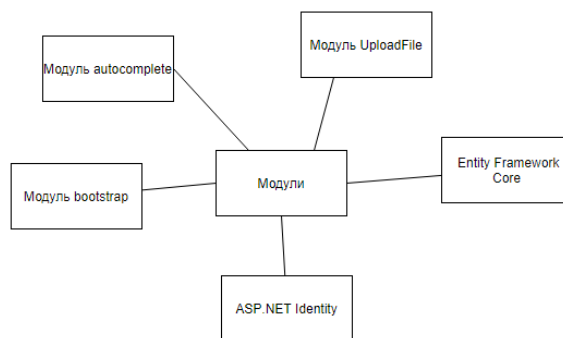 Модуль UploadFile
Модуль autocomplete
Entity Framework
Core
Модули
Модуль bootstrap
ASP.NET Identity